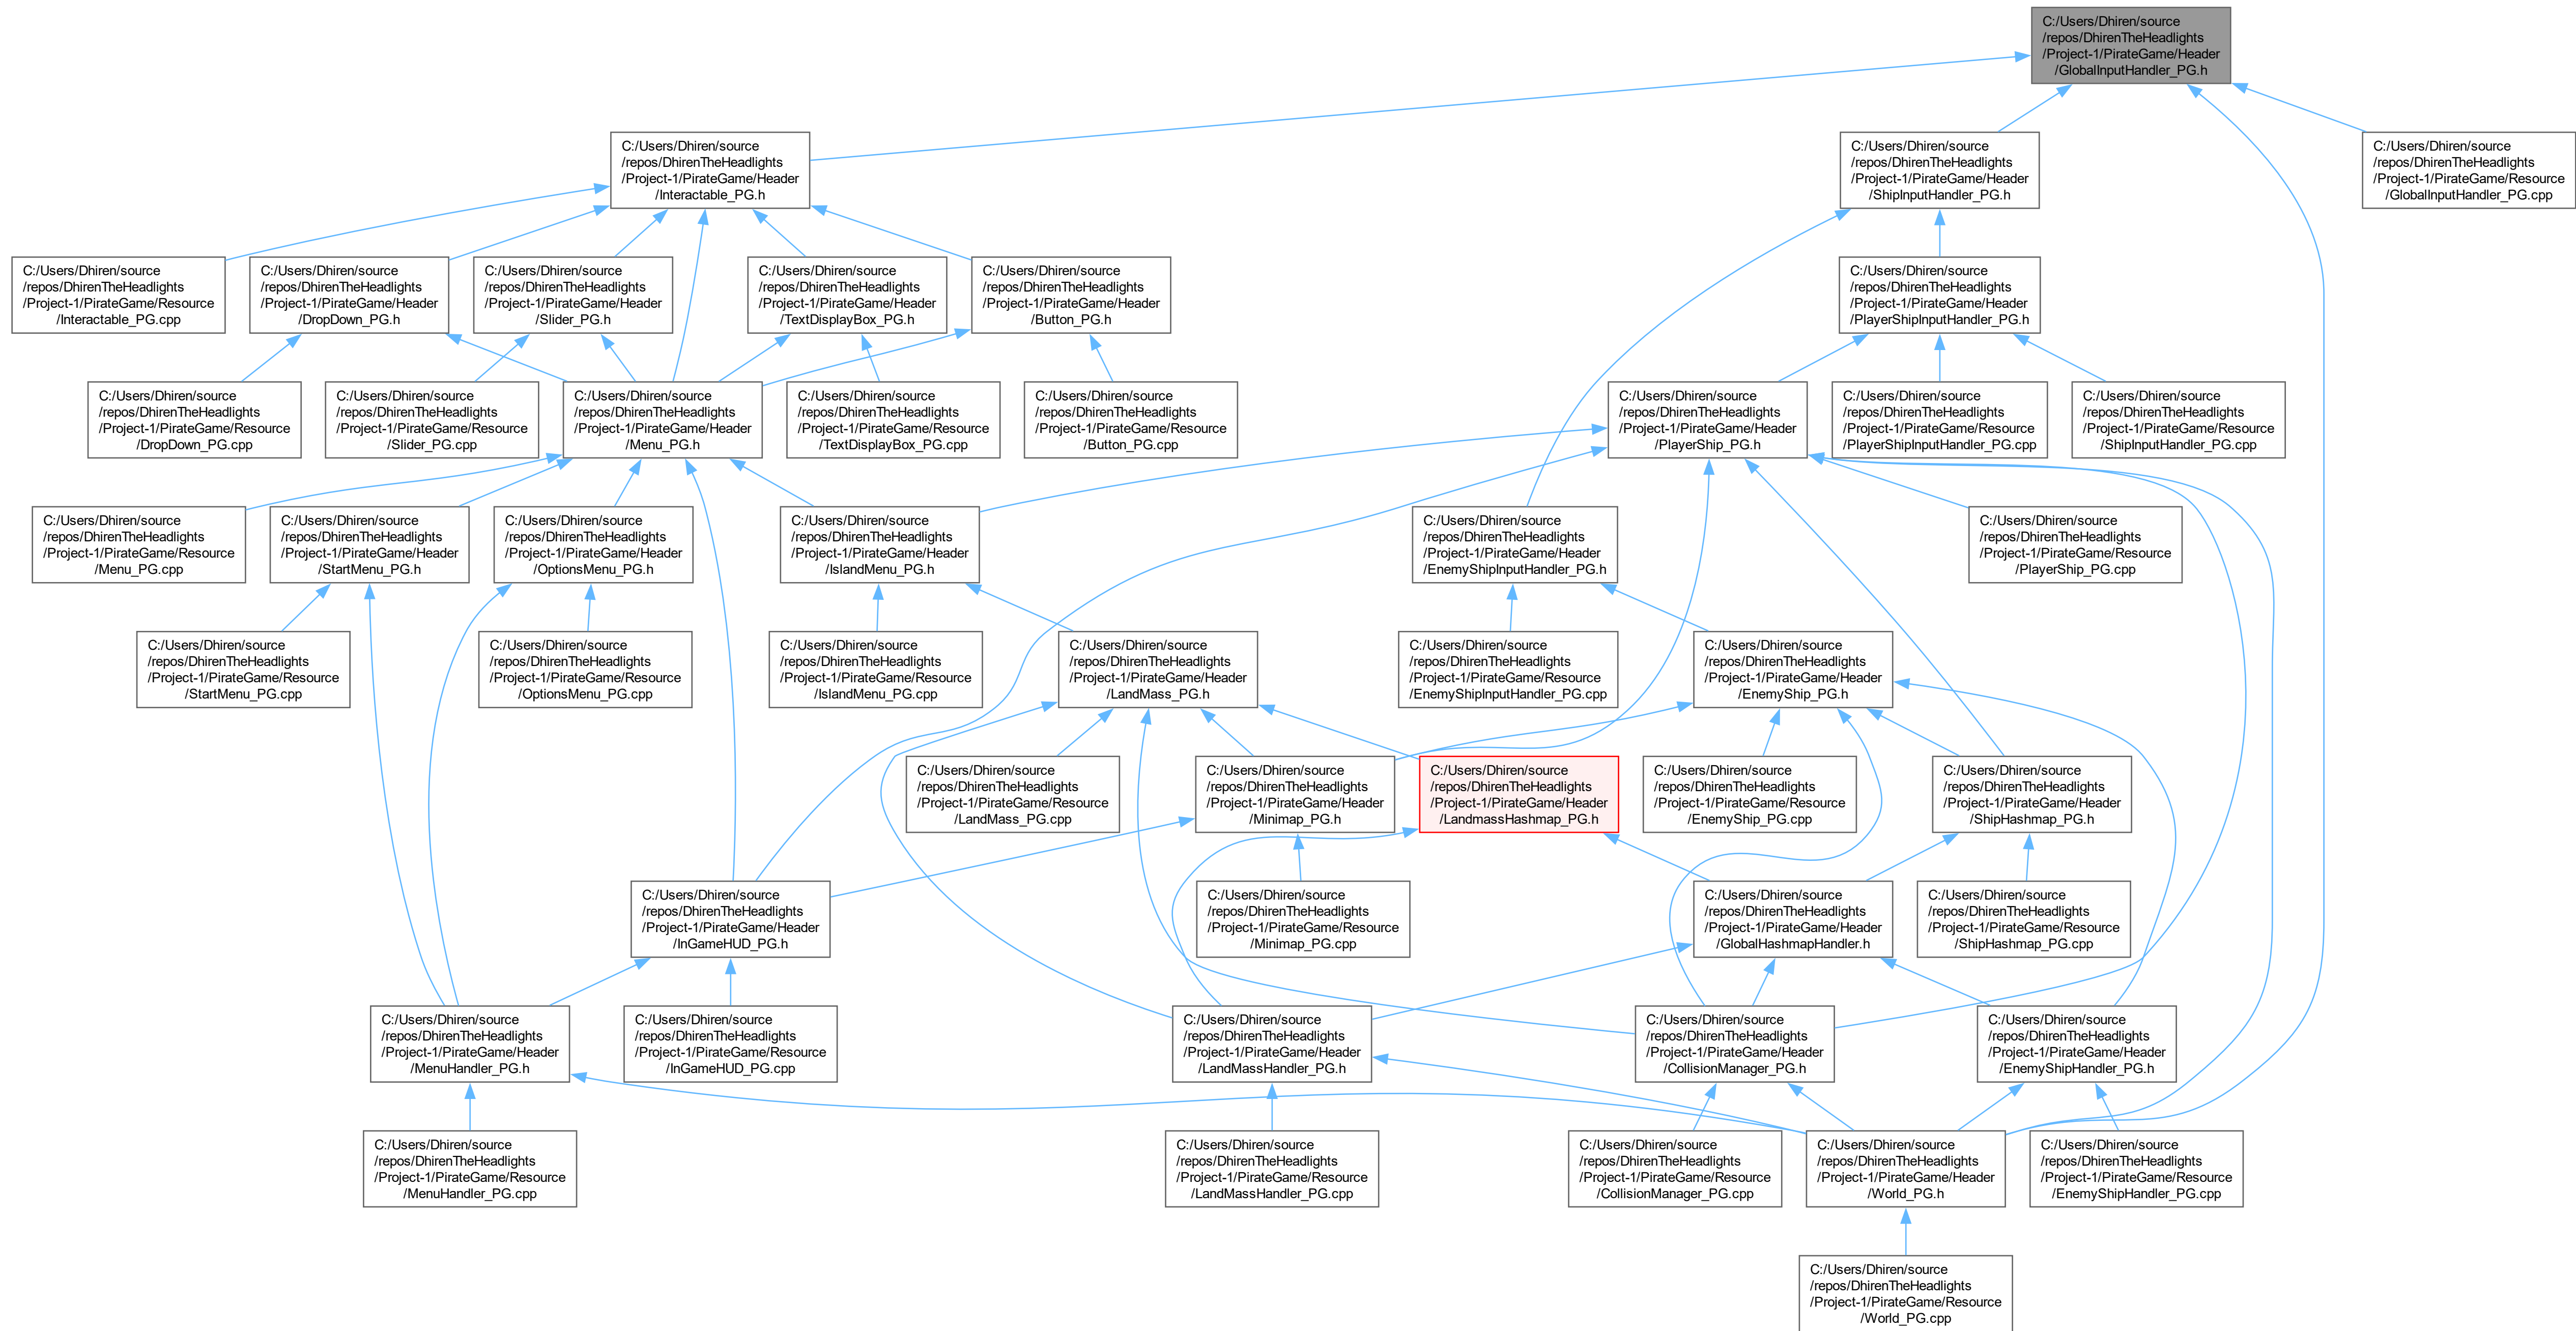 C:/Users/Dhiren/source
/repos/DhirenTheHeadlights
/Project-1/PirateGame/Header
/GlobalInputHandler_PG.h
C:/Users/Dhiren/source
/repos/DhirenTheHeadlights
/Project-1/PirateGame/Header
/Interactable_PG.h
C:/Users/Dhiren/source
/repos/DhirenTheHeadlights
/Project-1/PirateGame/Header
/ShipInputHandler_PG.h
C:/Users/Dhiren/source
/repos/DhirenTheHeadlights
/Project-1/PirateGame/Resource
/GlobalInputHandler_PG.cpp
C:/Users/Dhiren/source
/repos/DhirenTheHeadlights
/Project-1/PirateGame/Resource
/Interactable_PG.cpp
C:/Users/Dhiren/source
/repos/DhirenTheHeadlights
/Project-1/PirateGame/Header
/DropDown_PG.h
C:/Users/Dhiren/source
/repos/DhirenTheHeadlights
/Project-1/PirateGame/Header
/Slider_PG.h
C:/Users/Dhiren/source
/repos/DhirenTheHeadlights
/Project-1/PirateGame/Header
/TextDisplayBox_PG.h
C:/Users/Dhiren/source
/repos/DhirenTheHeadlights
/Project-1/PirateGame/Header
/Button_PG.h
C:/Users/Dhiren/source
/repos/DhirenTheHeadlights
/Project-1/PirateGame/Header
/PlayerShipInputHandler_PG.h
C:/Users/Dhiren/source
/repos/DhirenTheHeadlights
/Project-1/PirateGame/Resource
/DropDown_PG.cpp
C:/Users/Dhiren/source
/repos/DhirenTheHeadlights
/Project-1/PirateGame/Resource
/Slider_PG.cpp
C:/Users/Dhiren/source
/repos/DhirenTheHeadlights
/Project-1/PirateGame/Header
/Menu_PG.h
C:/Users/Dhiren/source
/repos/DhirenTheHeadlights
/Project-1/PirateGame/Resource
/TextDisplayBox_PG.cpp
C:/Users/Dhiren/source
/repos/DhirenTheHeadlights
/Project-1/PirateGame/Resource
/Button_PG.cpp
C:/Users/Dhiren/source
/repos/DhirenTheHeadlights
/Project-1/PirateGame/Header
/PlayerShip_PG.h
C:/Users/Dhiren/source
/repos/DhirenTheHeadlights
/Project-1/PirateGame/Resource
/PlayerShipInputHandler_PG.cpp
C:/Users/Dhiren/source
/repos/DhirenTheHeadlights
/Project-1/PirateGame/Resource
/ShipInputHandler_PG.cpp
C:/Users/Dhiren/source
/repos/DhirenTheHeadlights
/Project-1/PirateGame/Resource
/Menu_PG.cpp
C:/Users/Dhiren/source
/repos/DhirenTheHeadlights
/Project-1/PirateGame/Header
/StartMenu_PG.h
C:/Users/Dhiren/source
/repos/DhirenTheHeadlights
/Project-1/PirateGame/Header
/OptionsMenu_PG.h
C:/Users/Dhiren/source
/repos/DhirenTheHeadlights
/Project-1/PirateGame/Header
/IslandMenu_PG.h
C:/Users/Dhiren/source
/repos/DhirenTheHeadlights
/Project-1/PirateGame/Header
/EnemyShipInputHandler_PG.h
C:/Users/Dhiren/source
/repos/DhirenTheHeadlights
/Project-1/PirateGame/Resource
/PlayerShip_PG.cpp
C:/Users/Dhiren/source
/repos/DhirenTheHeadlights
/Project-1/PirateGame/Resource
/StartMenu_PG.cpp
C:/Users/Dhiren/source
/repos/DhirenTheHeadlights
/Project-1/PirateGame/Resource
/OptionsMenu_PG.cpp
C:/Users/Dhiren/source
/repos/DhirenTheHeadlights
/Project-1/PirateGame/Resource
/IslandMenu_PG.cpp
C:/Users/Dhiren/source
/repos/DhirenTheHeadlights
/Project-1/PirateGame/Header
/LandMass_PG.h
C:/Users/Dhiren/source
/repos/DhirenTheHeadlights
/Project-1/PirateGame/Resource
/EnemyShipInputHandler_PG.cpp
C:/Users/Dhiren/source
/repos/DhirenTheHeadlights
/Project-1/PirateGame/Header
/EnemyShip_PG.h
C:/Users/Dhiren/source
/repos/DhirenTheHeadlights
/Project-1/PirateGame/Resource
/LandMass_PG.cpp
C:/Users/Dhiren/source
/repos/DhirenTheHeadlights
/Project-1/PirateGame/Header
/Minimap_PG.h
C:/Users/Dhiren/source
/repos/DhirenTheHeadlights
/Project-1/PirateGame/Header
/LandmassHashmap_PG.h
C:/Users/Dhiren/source
/repos/DhirenTheHeadlights
/Project-1/PirateGame/Resource
/EnemyShip_PG.cpp
C:/Users/Dhiren/source
/repos/DhirenTheHeadlights
/Project-1/PirateGame/Header
/ShipHashmap_PG.h
C:/Users/Dhiren/source
/repos/DhirenTheHeadlights
/Project-1/PirateGame/Header
/InGameHUD_PG.h
C:/Users/Dhiren/source
/repos/DhirenTheHeadlights
/Project-1/PirateGame/Resource
/Minimap_PG.cpp
C:/Users/Dhiren/source
/repos/DhirenTheHeadlights
/Project-1/PirateGame/Header
/GlobalHashmapHandler.h
C:/Users/Dhiren/source
/repos/DhirenTheHeadlights
/Project-1/PirateGame/Resource
/ShipHashmap_PG.cpp
C:/Users/Dhiren/source
/repos/DhirenTheHeadlights
/Project-1/PirateGame/Header
/MenuHandler_PG.h
C:/Users/Dhiren/source
/repos/DhirenTheHeadlights
/Project-1/PirateGame/Resource
/InGameHUD_PG.cpp
C:/Users/Dhiren/source
/repos/DhirenTheHeadlights
/Project-1/PirateGame/Header
/LandMassHandler_PG.h
C:/Users/Dhiren/source
/repos/DhirenTheHeadlights
/Project-1/PirateGame/Header
/CollisionManager_PG.h
C:/Users/Dhiren/source
/repos/DhirenTheHeadlights
/Project-1/PirateGame/Header
/EnemyShipHandler_PG.h
C:/Users/Dhiren/source
/repos/DhirenTheHeadlights
/Project-1/PirateGame/Resource
/MenuHandler_PG.cpp
C:/Users/Dhiren/source
/repos/DhirenTheHeadlights
/Project-1/PirateGame/Resource
/LandMassHandler_PG.cpp
C:/Users/Dhiren/source
/repos/DhirenTheHeadlights
/Project-1/PirateGame/Resource
/CollisionManager_PG.cpp
C:/Users/Dhiren/source
/repos/DhirenTheHeadlights
/Project-1/PirateGame/Header
/World_PG.h
C:/Users/Dhiren/source
/repos/DhirenTheHeadlights
/Project-1/PirateGame/Resource
/EnemyShipHandler_PG.cpp
C:/Users/Dhiren/source
/repos/DhirenTheHeadlights
/Project-1/PirateGame/Resource
/World_PG.cpp